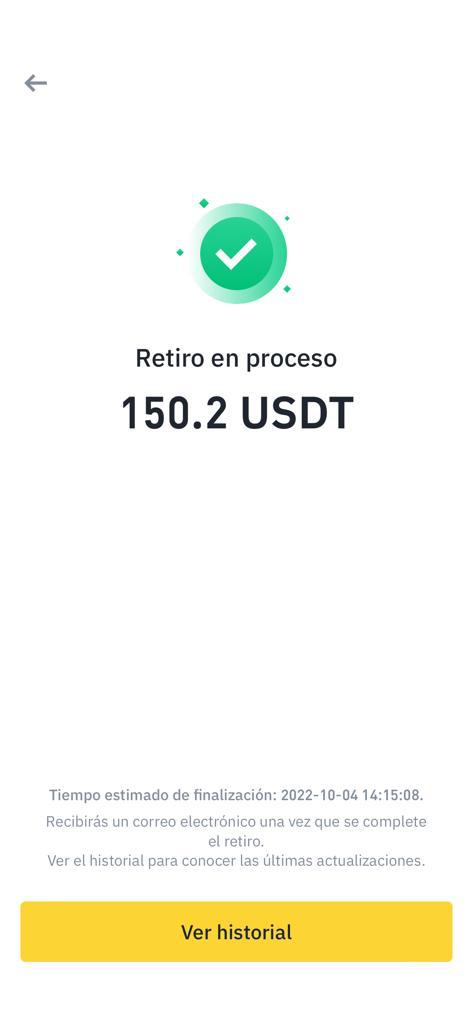 Retiro en proceso
150.2 USDT
Tiempo estimado de finalización: 2022-10-04 14:15:08.
Recibirás un correo electrónico una vez que se complete
el retiro.
Ver el historial para conocer las últimas actualizaciones.
Ver historial